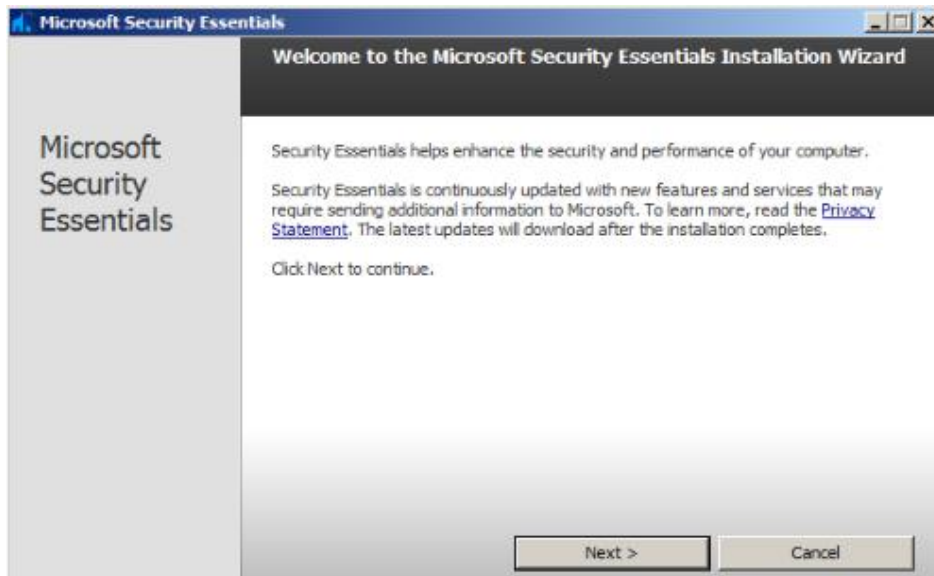 Microsoft Security Essentials
Welcome to the Microsoft Security Essentials Installation Wizard
Microsoft
Security
Essentials
Security Essentials helps enhance the security and performance of your computer.
Security Essentials is continuously updated with new features and services that may
require sending additional information to Microsoft. To learn more, read the Privacy
Statement. The latest updates will download after the installation completes.
Click Next to continue.
Next >
Cancel